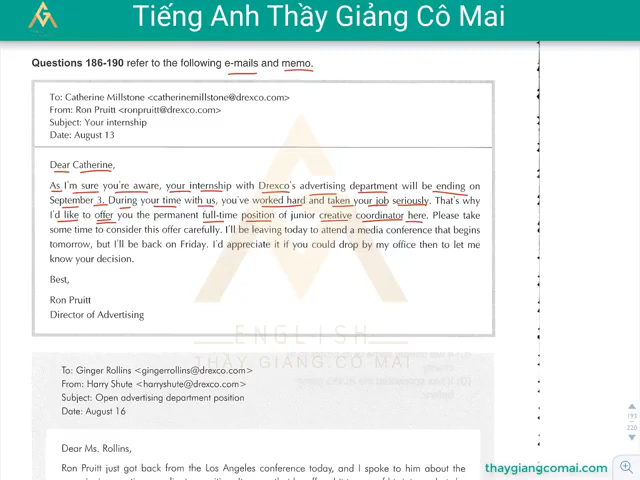 Tiếng Anh Thầy Giảng Cô Mai
Questions 186-190 refer to the following e-mails and memo.
To: Catherine Millstone <catherinemillstone@drexco.com>
From: Ron Pruitt <ronpruitt@drexco.com>
Subject: Your internship
Date: August 13
Dear Catherine,
As I'm sure you're aware, your internship with Drexco's advertising department will be ending on
September 3. During your time with us, you've worked hard and taken your job seriously. That's why
I'd like to offer you the permanent full-time position of junior creative coordinator here. Please take
some time to consider this offer carefully. I'll be leaving today to attend a media conference that begins
tomorrow, but I'll be back on Friday. I'd appreciate it if you could drop by my office then to let me
know your decision.
Best,
Ron Pruitt
Director of Advertising
ENGLISH
THẦY GIẢNG CÔ MAI
To: Ginger Rollins <gingerrollins@drexco.com>
From: Harry Shute <harryshute@drexco.com>
Subject: Open advertising department position
Date: August 16
Dear Ms. Rollins,
Ron Pruitt just got back from the Los Angeles conference today, and I spoke to him about the
193
220
thaygiangcomai.com